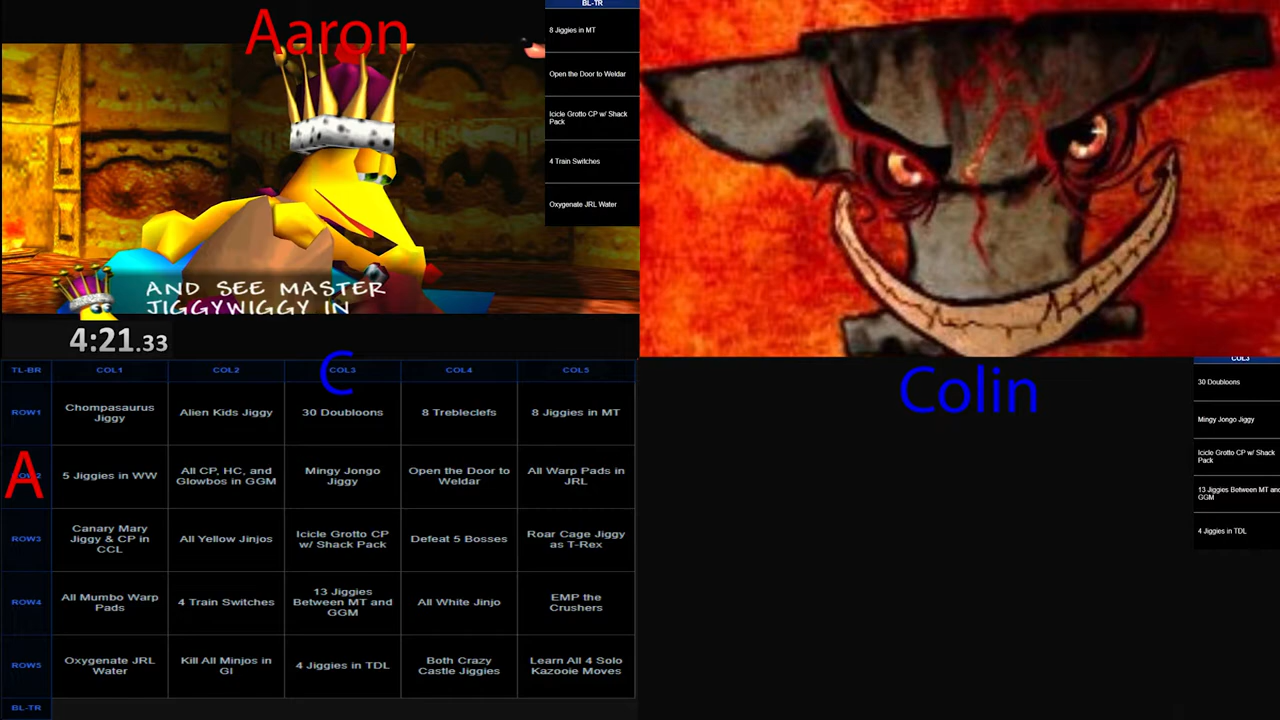 Aaron
BL-TR
8 Jiggies in MT
Open the Door to Weldar
Icicle Grotto CP w/ Shack
Pack
4 Train Switches
Oxygenate JRL Water
AND SEE MASTER
JIGGYWIGGY IN
4:21.33
C
Colin
COL3
30 Doubloons
Mingy Jongo Jiggy
Icicle Grotto CP w/ Shack
Pack
13 Jiggies Between MT and
GGM
4 Jiggies in TDL
TL-BR COL1 COL2 COL3 COL4 COL5
ROW1
Chompasaurus
Jiggy
Alien Kids Jiggy
30 Doubloons
8 Trebleclefs
8 Jiggies in MT
A
5 Jiggies in WW
All CP, HC, and
Glowbos in GGM
Mingy Jongo
Jiggy
Open the Door to
Weldar
All Warp Pads in
JRL
ROW3
Canary Mary
Jiggy & CP in
CCL
All Yellow Jinjos
Icicle Grotto CP
w/ Shack Pack
Defeat 5 Bosses
Roar Cage Jiggy
as T-Rex
ROW4
All Mumbo Warp
Pads
4 Train Switches
13 Jiggies
Between MT and
GGM
All White Jinjo
EMP the
Crushers
ROW5
Oxygenate JRL
Water
Kill All Minjos in
GI
4 Jiggies in TDL
Both Crazy
Castle Jiggies
Learn All 4 Solo
Kazooie Moves
BL-TR